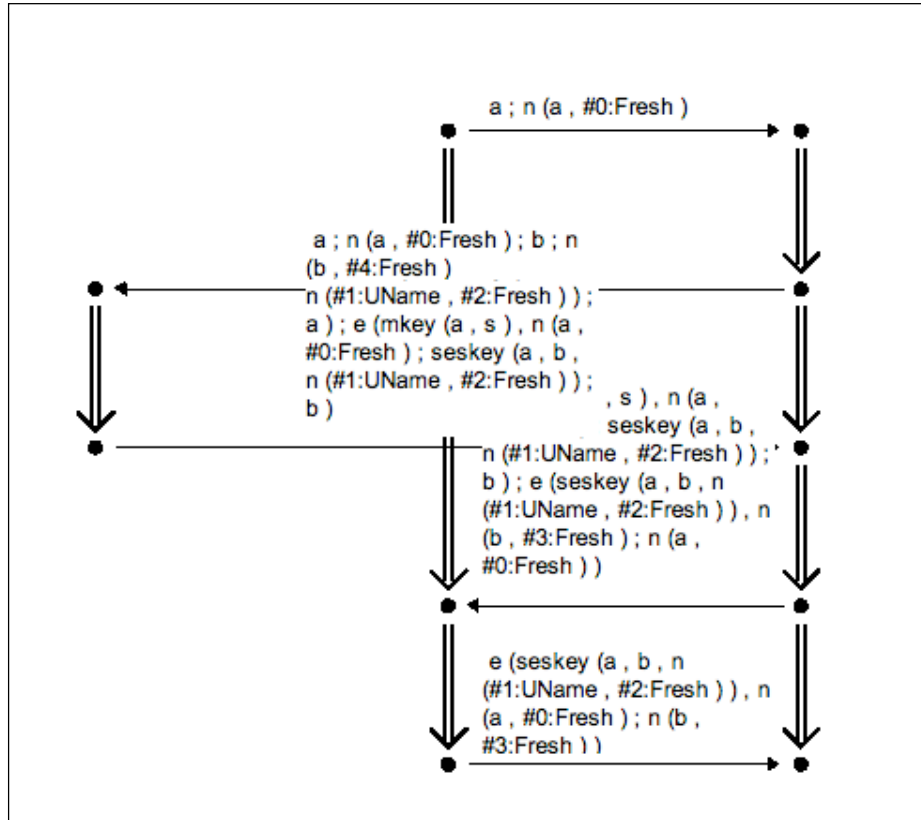 a ; n (a , #0:Fresh )
a ; n (a , #0:Fresh ) ; b ; n
(b , #4:Fresh )
n (#1:UName , #2:Fresh ) ) ;
a ) ; e (mkey (a , s ) , n (a ,
#0:Fresh ) ; seskey (a , b ,
n (#1:UName , #2:Fresh ) ) ;
b )
, s ) , n (a ,
seskey (a , b ,
n (#1:UName , #2:Fresh ) ) ;
b ) ; e (seskey (a , b , n
(#1:UName , #2:Fresh ) ) , n
(b , #3:Fresh ) ; n (a ,
#0:Fresh ) )
e (seskey (a , b , n
(#1:UName , #2:Fresh ) ) , n
(a , #0:Fresh ) ; n (b ,
#3:Fresh ) )